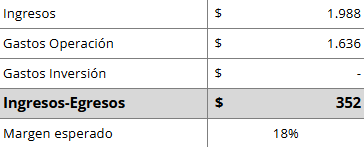 Ingresos $ 1.988
Gastos Operación $ 1.636
Gastos Inversión $ -
Ingresos-Egresos $ 352
Margen esperado 18%